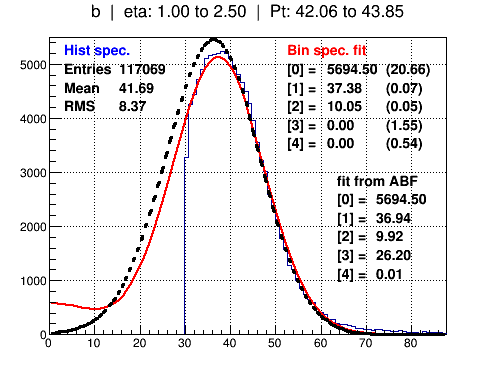 b | eta: 1.00 to 2.50 | Pt: 42.06 to 43.85
Hist spec.
Entries 117069
Mean 41.69
RMS 8.37
Bin spec. fit
[0] = 5694.50 (20.66)
[1] = 37.38 (0.07)
[2] = 10.05 (0.05)
[3] = 0.00 (1.55)
[4] = 0.00 (0.54)
fit from ABF
[0] = 5694.50
[1] = 36.94
[2] = 9.92
[3] = 26.20
[4] = 0.01
5000
4000
3000
2000
1000
0
0 10 20 30 40 50 60 70 80